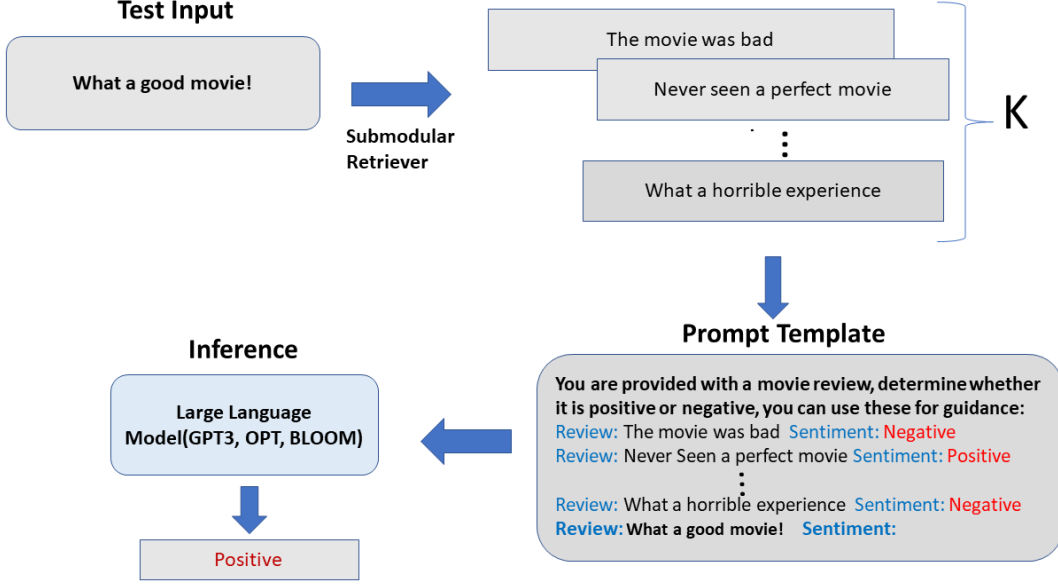 Test Input
What a good movie!
Submodular
Retriever
The movie was bad
Never seen a perfect movie
What a horrible experience
K
Prompt Template
You are provided with a movie review, determine whether
it is positive or negative, you can use these for guidance:
Review: The movie was bad Sentiment: Negative
Review: Never Seen a perfect movie Sentiment: Positive
Review: What a horrible experience Sentiment: Negative
Review: What a good movie! Sentiment:
Inference
Large Language
Model(GPT3, OPT, BLOOM)
Positive